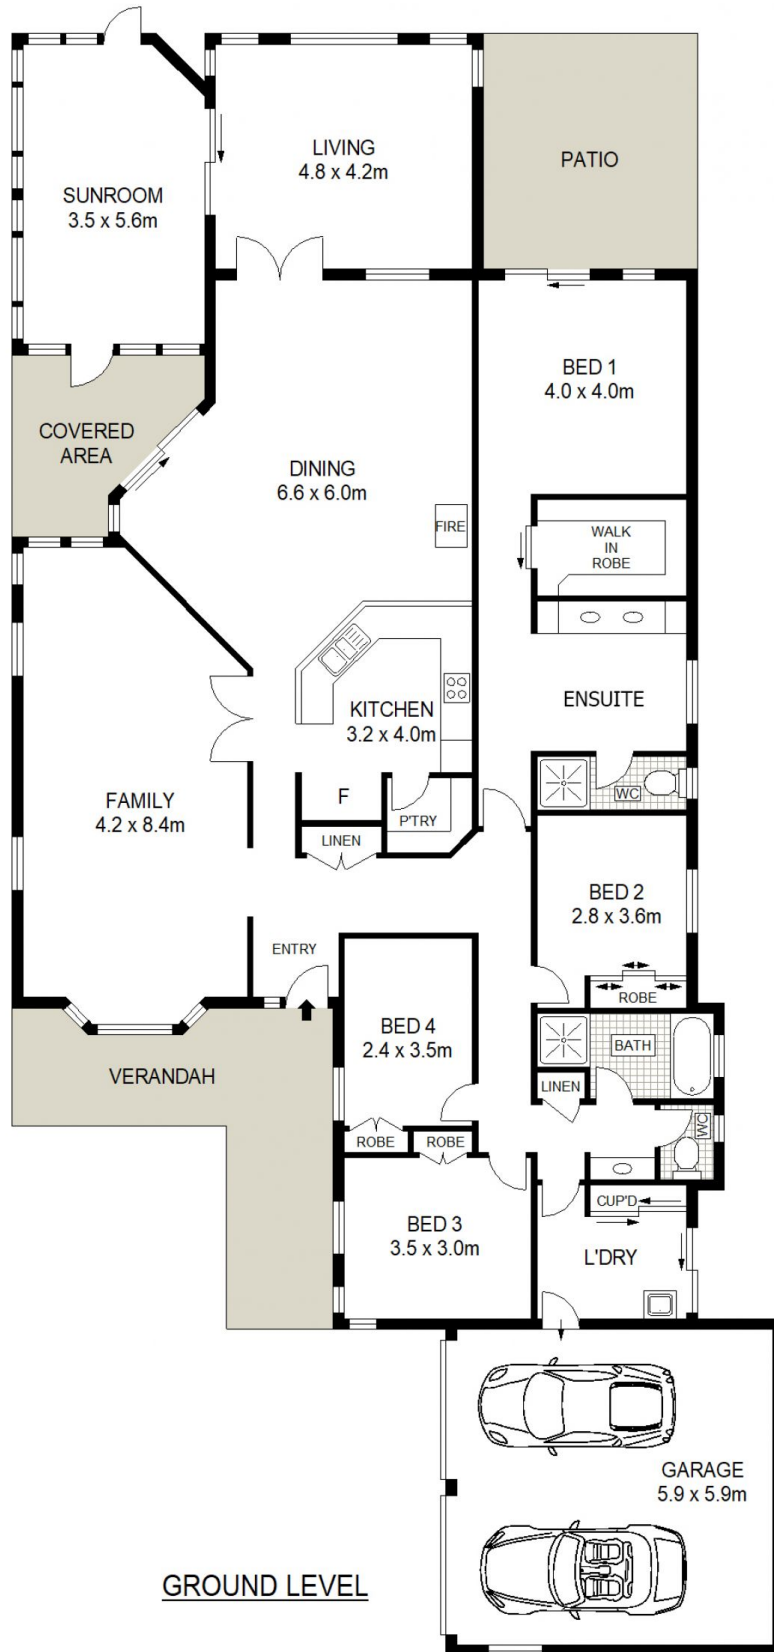 LIVING
4.8 x 4.2m
PATIO
SUNROOM
3.5 x 5.6m
BED 1
4.0 x 4.0m
COVERED
AREA
DINING
6.6 x 6.0m
FIRE
WALK
IN
ROBE
ENSUITE
KITCHEN
3.2 x 4.0m
WC
F
P'TRY
FAMILY
4.2 x 8.4m
LINEN
BED 2
2.8 x 3.6m
ENTRY
ROBE
BED 4
2.4 x 3.5m
BATH
VERANDAH
LINEN
WC
ROBE
ROBE
CUP'D
BED 3
3.5 x 3.0m
L'DRY
GARAGE
5.9 x 5.9m
GROUND LEVEL